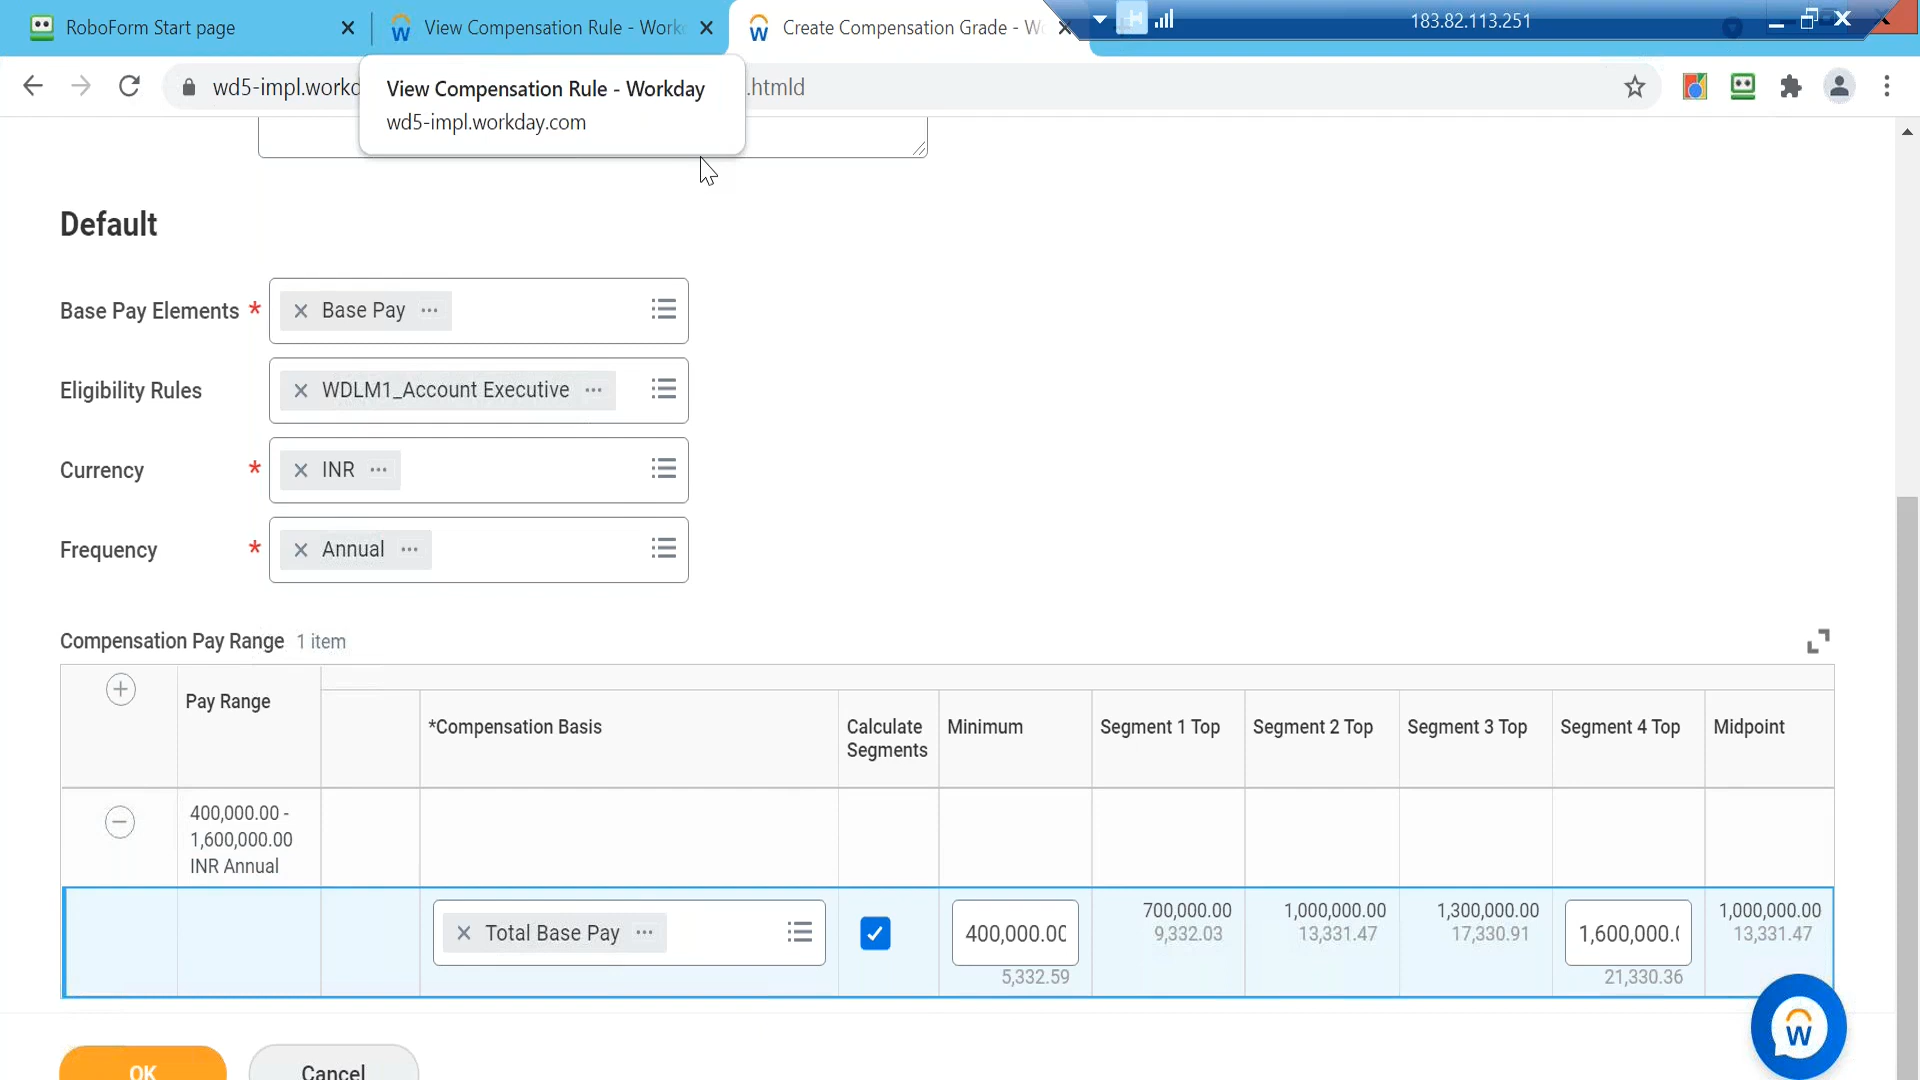 RoboForm Start page
View Compensation Rule - Work
Create Compensation Grade - W
183.82.113.251
wd5-impl.workd
.htmld
View Compensation Rule - Workday
wd5-impl.workday.com
Default
Base Pay Elements * Base Pay
Eligibility Rules WDLM1_Account Executive
Currency * INR
Frequency * Annual
Compensation Pay Range 1 item
Pay Range
*Compensation Basis
Calculate
Segments
Minimum
Segment 1 Top
Segment 2 Top
Segment 3 Top
Segment 4 Top
Midpoint
400,000.00 -
1,600,000.00
INR Annual
Total Base Pay
400,000.00
5,332.59
700,000.00
9,332.03
1,000,000.00
13,331.47
1,300,000.00
17,330.91
1,600,000.(
21,330.36
1,000,000.00
13,331.47
OK
Cancel